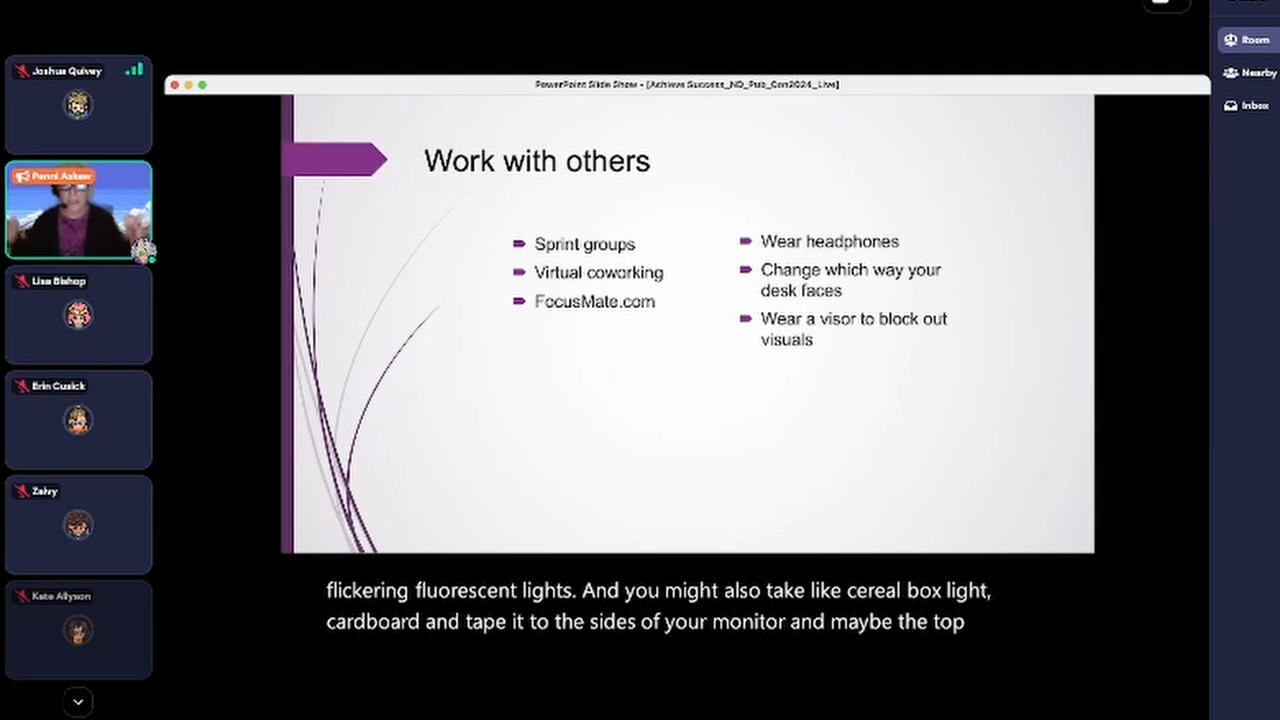 Joshua Quivey
Penni Askew
Lisa Bishop
Erin Cusick
Zalvy
Kate Allyson
PowerPoint Slide Show - [Achieve Success_ND_Pub_Con2024_Live]
Work with others
Sprint groups
Virtual coworking
FocusMate.com
Wear headphones
Change which way your
desk faces
Wear a visor to block out
visuals
flickering fluorescent lights. And you might also take like cereal box light,
cardboard and tape it to the sides of your monitor and maybe the top
Room
Nearby
Inbox